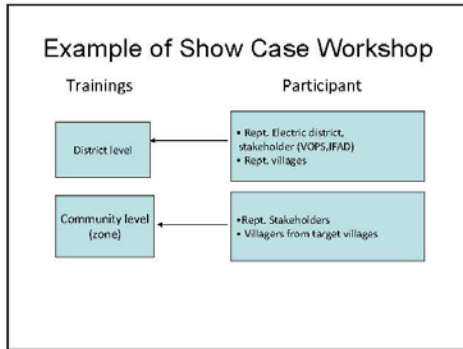 Example of Show Case Workshop
Trainings
Participant
District level
▪ Rept. Electric district,
stakeholder (VOPS,IFAD)
▪ Rept. villages
Community level
(zone)
▪Rept. Stakeholders
▪ Villagers from target villages